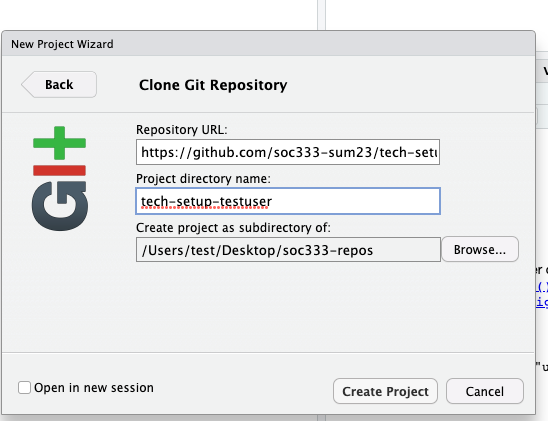 New Project Wizard
Back
Clone Git Repository
GIt
Repository URL:
https://github.com/soc333-sum23/tech-setu
Project directory name:
tech-setup-testuser
Create project as subdirectory of:
/Users/test/Desktop/soc333-repos
Browse...
Open in new session
Create Project
Cancel